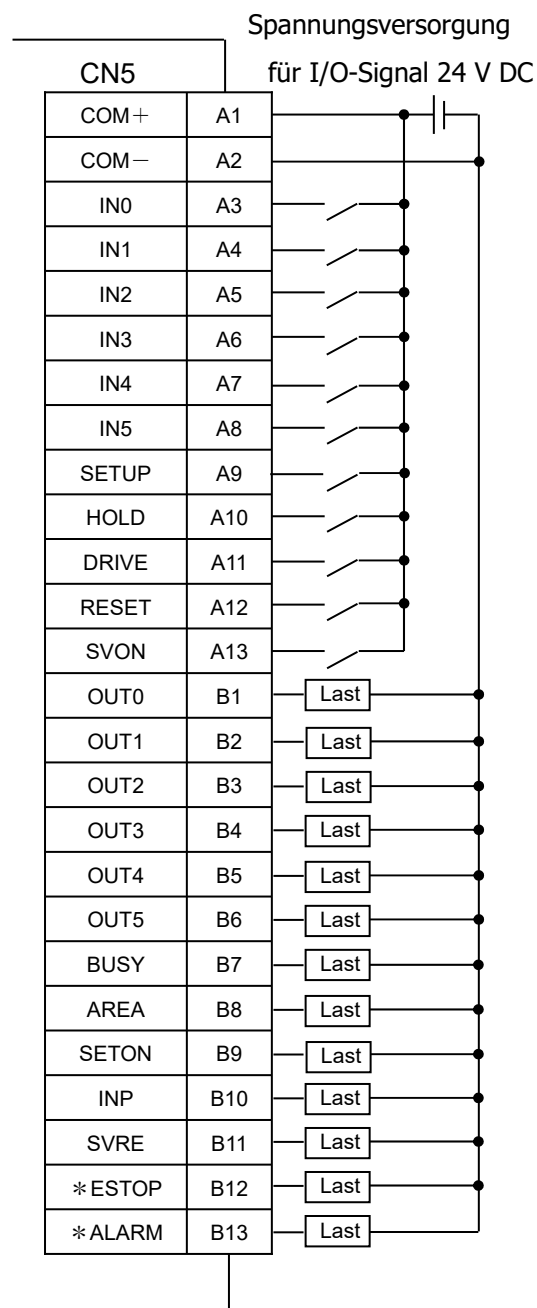 Spannungsversorgung
CN5 für I/O-Signal 24 V DC
COM＋ A1
COM－ A2
IN0 A3
IN1 A4
IN2 A5
IN3 A6
IN4 A7
IN5 A8
SETUP A9
HOLD A10
DRIVE A11
RESET A12
SVON A13
OUT0 B1 Last
OUT1 B2 Last
OUT2 B3 Last
OUT3 B4 Last
OUT4 B5 Last
OUT5 B6 Last
BUSY B7 Last
AREA B8 Last
SETON B9 Last
INP B10 Last
SVRE B11 Last
＊ESTOP B12 Last
＊ALARM B13 Last